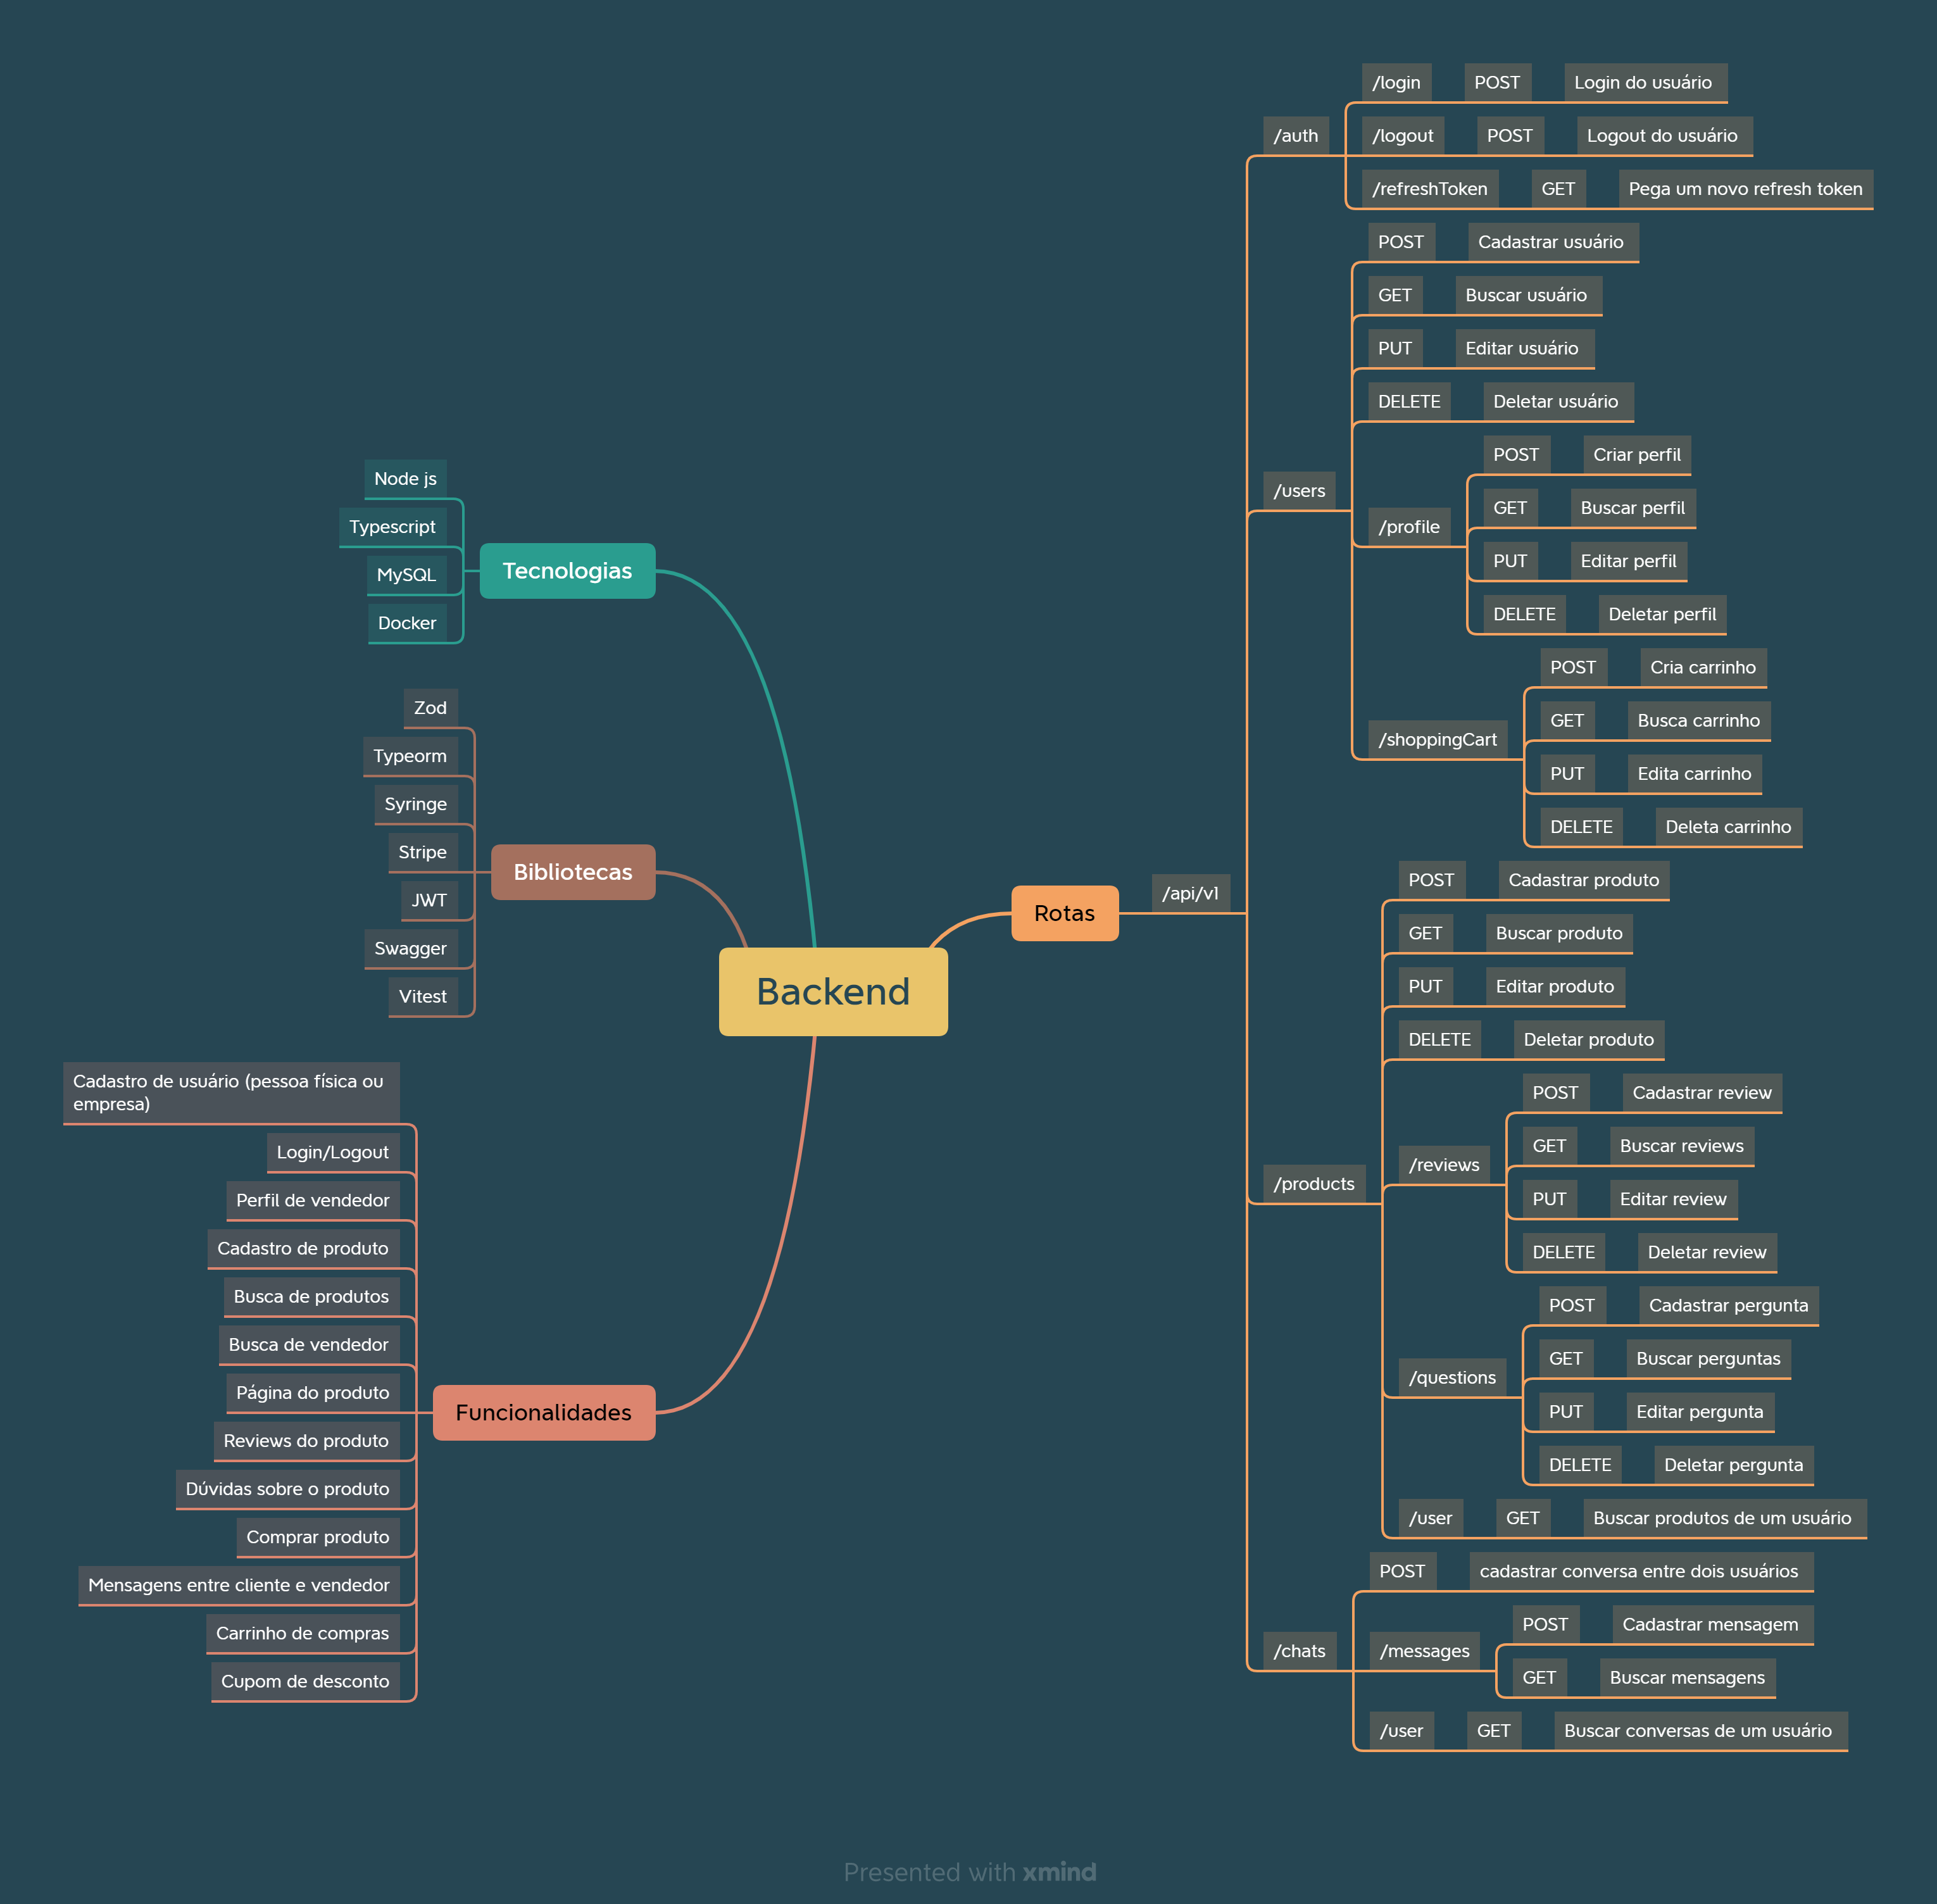 Backend
Tecnologias
Node js
Typescript
MySQL
Docker
Bibliotecas
Zod
Typeorm
Syringe
Stripe
JWT
Swagger
Vitest
Funcionalidades
Cadastro de usuário (pessoa física ou
empresa)
Login/Logout
Perfil de vendedor
Cadastro de produto
Busca de produtos
Busca de vendedor
Página do produto
Reviews do produto
Dúvidas sobre o produto
Comprar produto
Mensagens entre cliente e vendedor
Carrinho de compras
Cupom de desconto
Rotas
/api/v1
/auth
/login POST Login do usuário
/logout POST Logout do usuário
/refreshToken GET Pega um novo refresh token
/users
POST Cadastrar usuário
GET Buscar usuário
PUT Editar usuário
DELETE Deletar usuário
/profile
POST Criar perfil
GET Buscar perfil
PUT Editar perfil
DELETE Deletar perfil
/shoppingCart
POST Cria carrinho
GET Busca carrinho
PUT Edita carrinho
DELETE Deleta carrinho
/products
POST Cadastrar produto
GET Buscar produto
PUT Editar produto
DELETE Deletar produto
/reviews
POST Cadastrar review
GET Buscar reviews
PUT Editar review
DELETE Deletar review
/questions
POST Cadastrar pergunta
GET Buscar perguntas
PUT Editar pergunta
DELETE Deletar pergunta
/user GET Buscar produtos de um usuário
/chats
POST cadastrar conversa entre dois usuários
/messages
POST Cadastrar mensagem
GET Buscar mensagens
/user GET Buscar conversas de um usuário
Presented with xmind